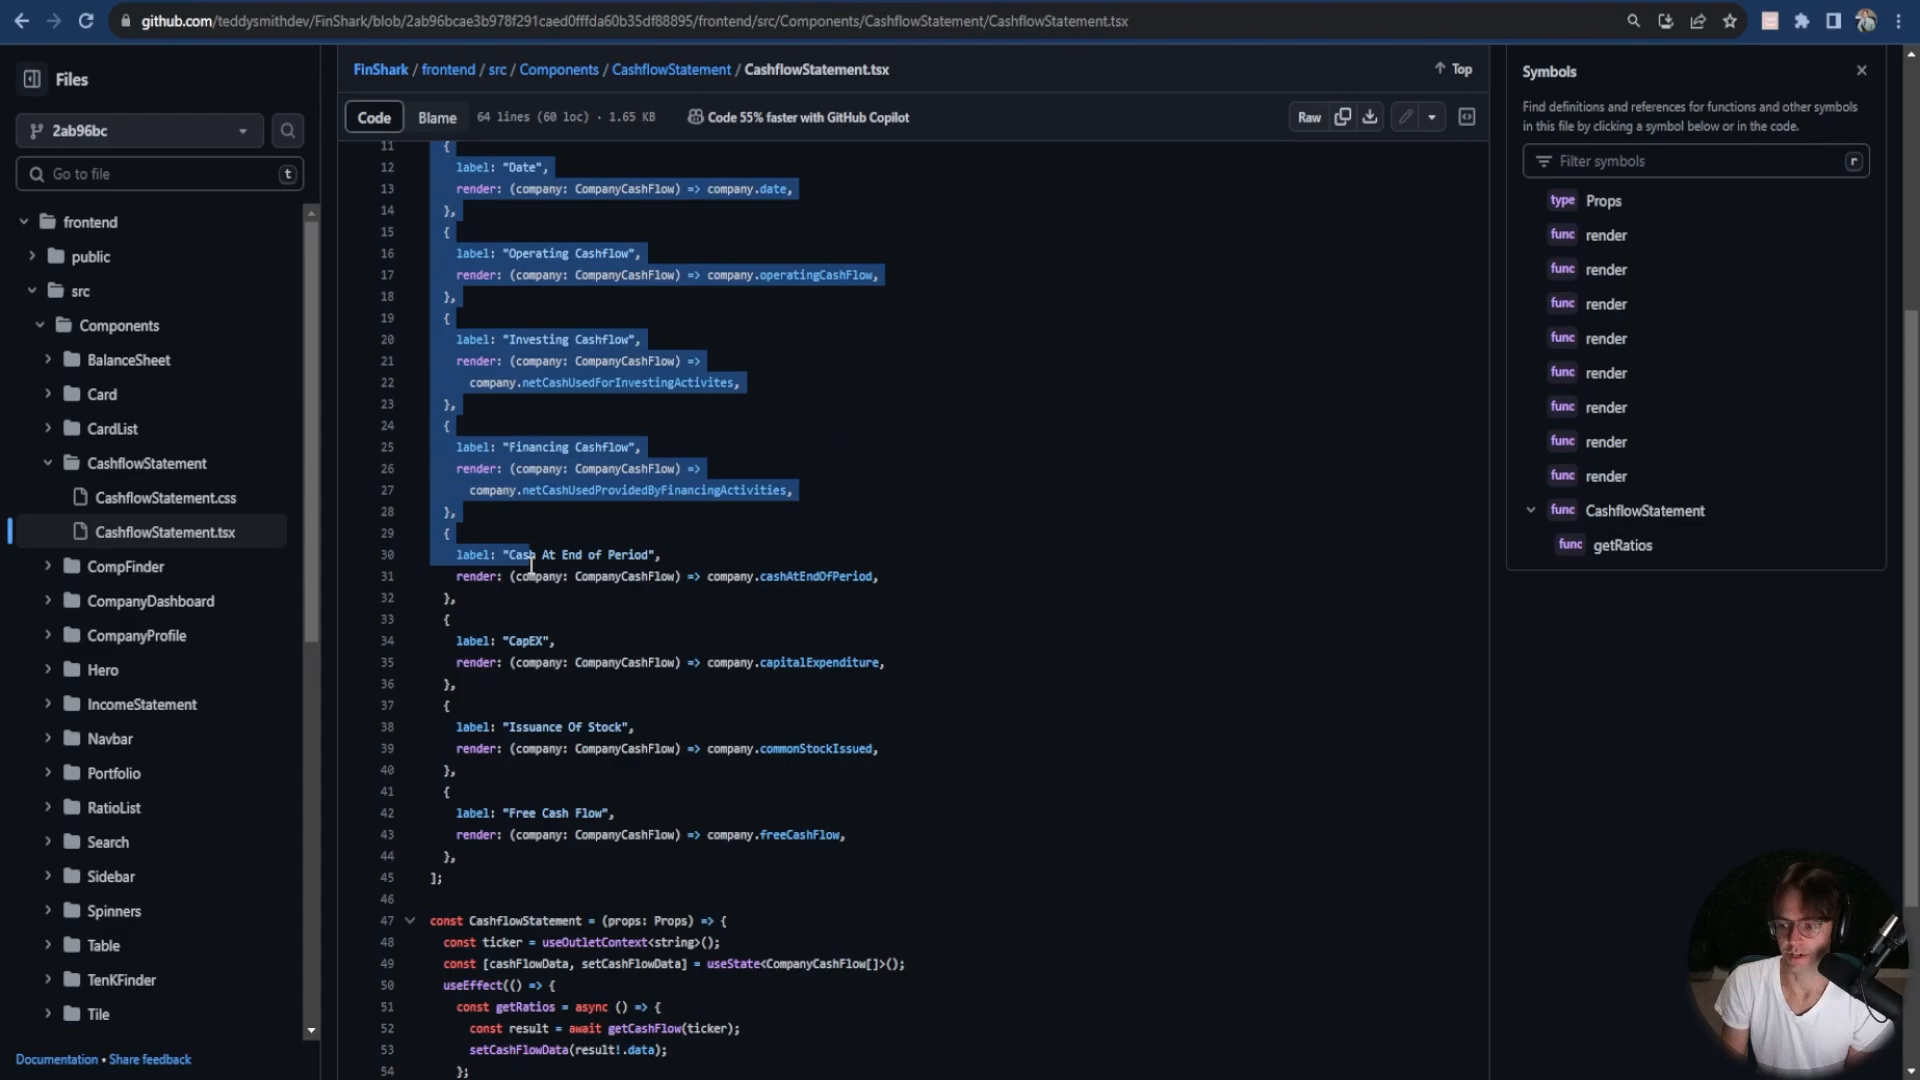 github.com/teddysmithdev/FinShark/blob/2ab96bcae3b978f291caed0fffda60b35df88895/frontend/src/Components/CashflowStatement/CashflowStatement.tsx
Files
2ab96bc
Go to file
t
frontend
public
src
Components
BalanceSheet
Card
CardList
CashflowStatement
CashflowStatement.css
CashflowStatement.tsx
CompFinder
CompanyDashboard
CompanyProfile
Hero
IncomeStatement
Navbar
Portfolio
RatioList
Search
Sidebar
Spinners
Table
TenKFinder
Tile
Documentation • Share feedback
FinShark / frontend / src / Components / CashflowStatement / CashflowStatement.tsx
Top
Code
Blame
64 lines (60 loc) · 1.65 KB
Code 55% faster with GitHub Copilot
Raw
11 {
12 label: "Date",
13 render: (company: CompanyCashFlow) => company.date,
14 },
15 {
16 label: "Operating Cashflow",
17 render: (company: CompanyCashFlow) => company.operatingCashFlow,
18 },
19 {
20 label: "Investing Cashflow",
21 render: (company: CompanyCashFlow) =>
22 company.netCashUsedForInvestingActivites,
23 },
24 {
25 label: "Financing Cashflow",
26 render: (company: CompanyCashFlow) =>
27 company.netCashUsedProvidedByFinancingActivities,
28 },
29 {
30 label: "Cash At End of Period",
31 render: (company: CompanyCashFlow) => company.cashAtEndOfPeriod,
32 },
33 {
34 label: "CapEX",
35 render: (company: CompanyCashFlow) => company.capitalExpenditure,
36 },
37 {
38 label: "Issuance Of Stock",
39 render: (company: CompanyCashFlow) => company.commonStockIssued,
40 },
41 {
42 label: "Free Cash Flow",
43 render: (company: CompanyCashFlow) => company.freeCashFlow,
44 },
45 ];
46
47 const CashflowStatement = (props: Props) => {
48 const ticker = useOutletContext<string>();
49 const [cashFlowData, setCashFlowData] = useState<CompanyCashFlow[]>();
50 useEffect(() => {
51 const getRatios = async () => {
52 const result = await getCashFlow(ticker);
53 setCashFlowData(result!.data);
54 };
Symbols
Find definitions and references for functions and other symbols
in this file by clicking a symbol below or in the code.
Filter symbols
r
type Props
func render
func render
func render
func render
func render
func render
func render
func render
func CashflowStatement
func getRatios